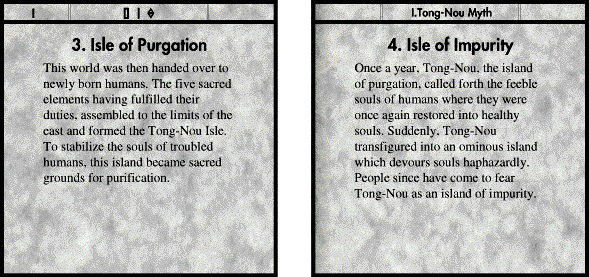 3. Isle of Purgation
This world was then handed over to
newly born humans. The five sacred
elements having fulfilled their
duties, assembled to the limits of the
east and formed the Tong-Nou Isle.
To stabilize the souls of troubled
humans, this island became sacred
grounds for purification.
I.Tong-Nou Myth
4. Isle of Impurity
Once a year, Tong-Nou, the island
of purgation, called forth the feeble
souls of humans where they were
once again restored into healthy
souls. Suddenly, Tong-Nou
transfigured into an ominous island
which devours souls haphazardly.
People since have come to fear
Tong-Nou as an island of impurity.